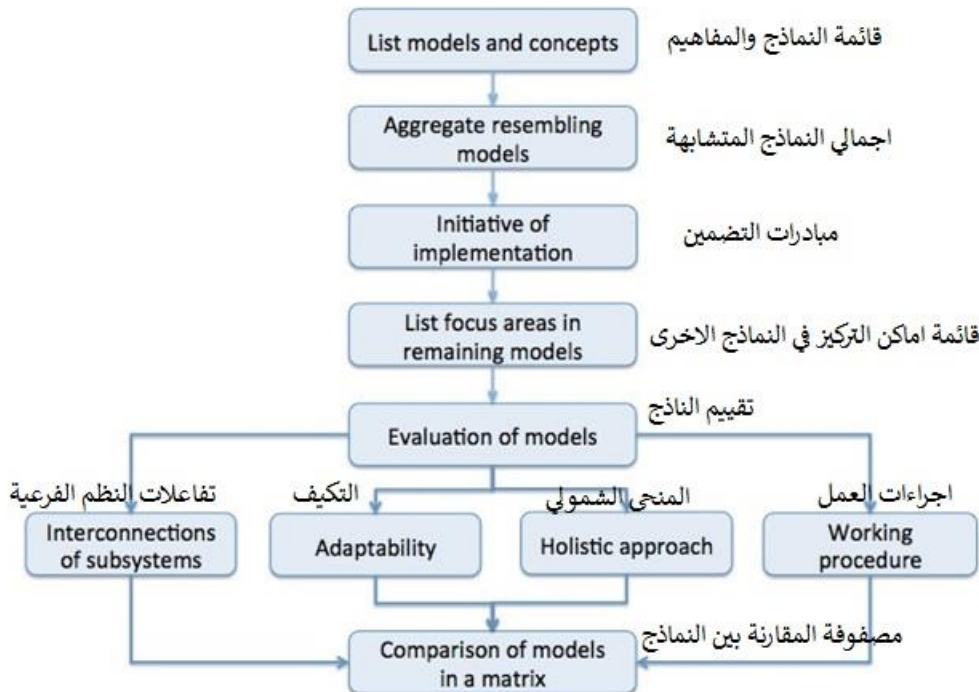 List models and concepts
قائمة النماذج والمفاهيم
Aggregate resembling
models
اجمالي النماذج المتشابهة
Initiative of
implementation
مبادرات التضمين
List focus areas in
remaining models
قائمة اماكن التركيز في النماذج الاخرى
تقييم الناذج
Evaluation of models
تفاعلات النظم الفرعية
Interconnections
of subsystems
التكيف
Adaptability
المنحى الشمولي
Holistic approach
اجراءات العمل
Working
procedure
مصفوفة المقارنة بين النماذج
Comparison of models
in a matrix